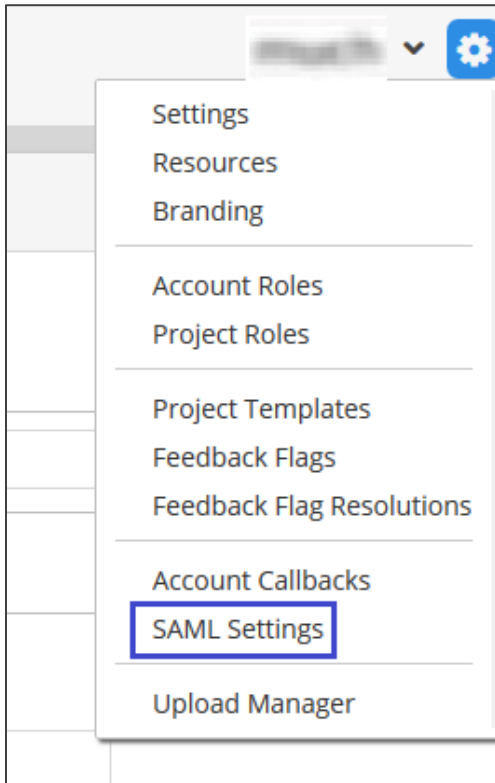 Settings
Resources
Branding
Account Roles
Project Roles
Project Templates
Feedback Flags
Feedback Flag Resolutions
Account Callbacks
SAML Settings
Upload Manager